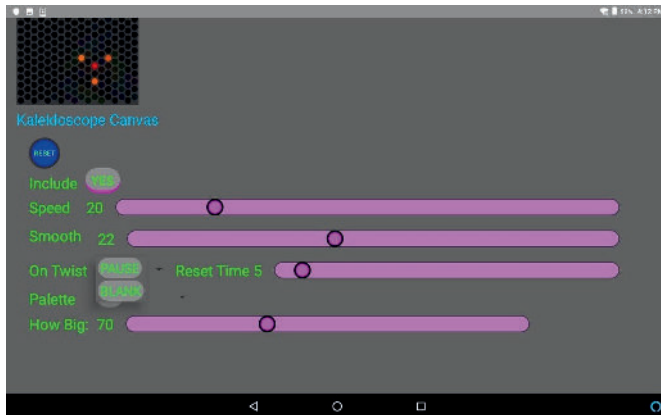 Kaleidoscope Canvas
RESET
Include YES
Speed 20
Smooth 22
On Twist PAUSE Reset Time 5
BLANK
Palette
How Big: 70